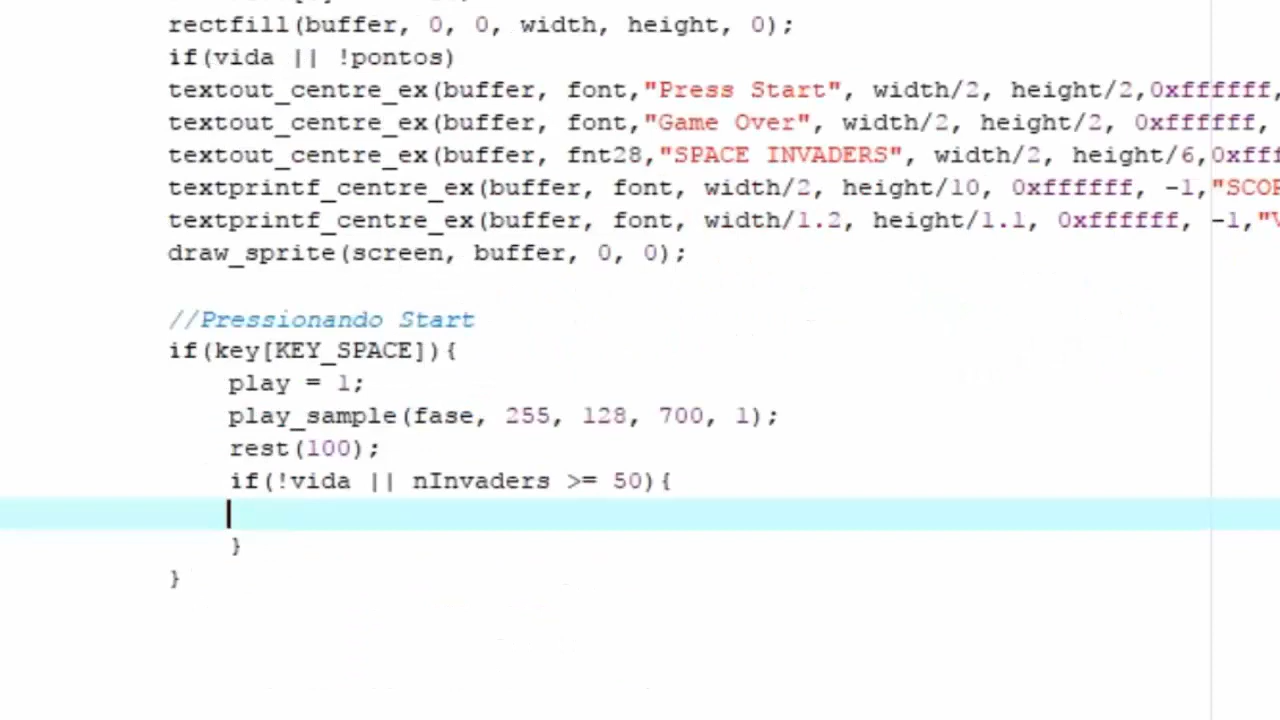 rectfill(buffer, 0, 0, width, height, 0);
if(vida || !pontos)
textout_centre_ex(buffer, font,"Press Start", width/2, height/2,0xffffff,
textout_centre_ex(buffer, font,"Game Over", width/2, height/2, 0xffffff,
textout_centre_ex(buffer, fnt28,"SPACE INVADERS", width/2, height/6,0xfff
textprintf_centre_ex(buffer, font, width/2, height/10, 0xffffff, -1,"SCOR
textprintf_centre_ex(buffer, font, width/1.2, height/1.1, 0xffffff, -1,"V
draw_sprite(screen, buffer, 0, 0);
//Pressionando Start
if(key[KEY_SPACE]){
play = 1;
play_sample(fase, 255, 128, 700, 1);
rest(100);
if(!vida || nInvaders >= 50){
}
}